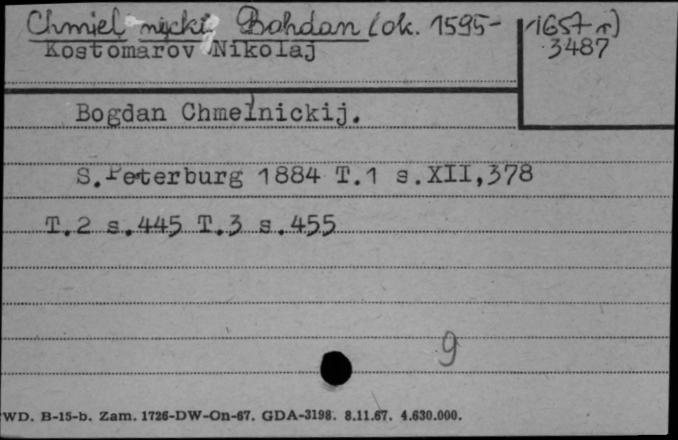 Chmielnicki Bohdan (ok. 1595-1657 r)
Kostomarov Nikolaj
3487
Bogdan Chmelnickij.
S.Peterburg 1884 T.1 s.XII,378
T.2 s.445 T.3 s.455
9
WD. B-15-b. Zam. 1726-DW-On-67. GDA-3198. 8.11.67. 4.630.000.